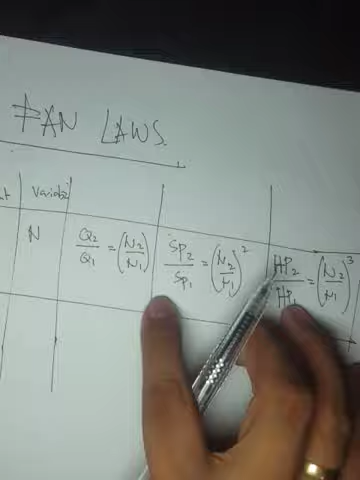 FAN LAWS
t | Variable
N | Q2/Q1 = (N2/N1) | SP2/SP1 = (N2/N1)^2 | HP2/HP1 = (N2/N1)^3